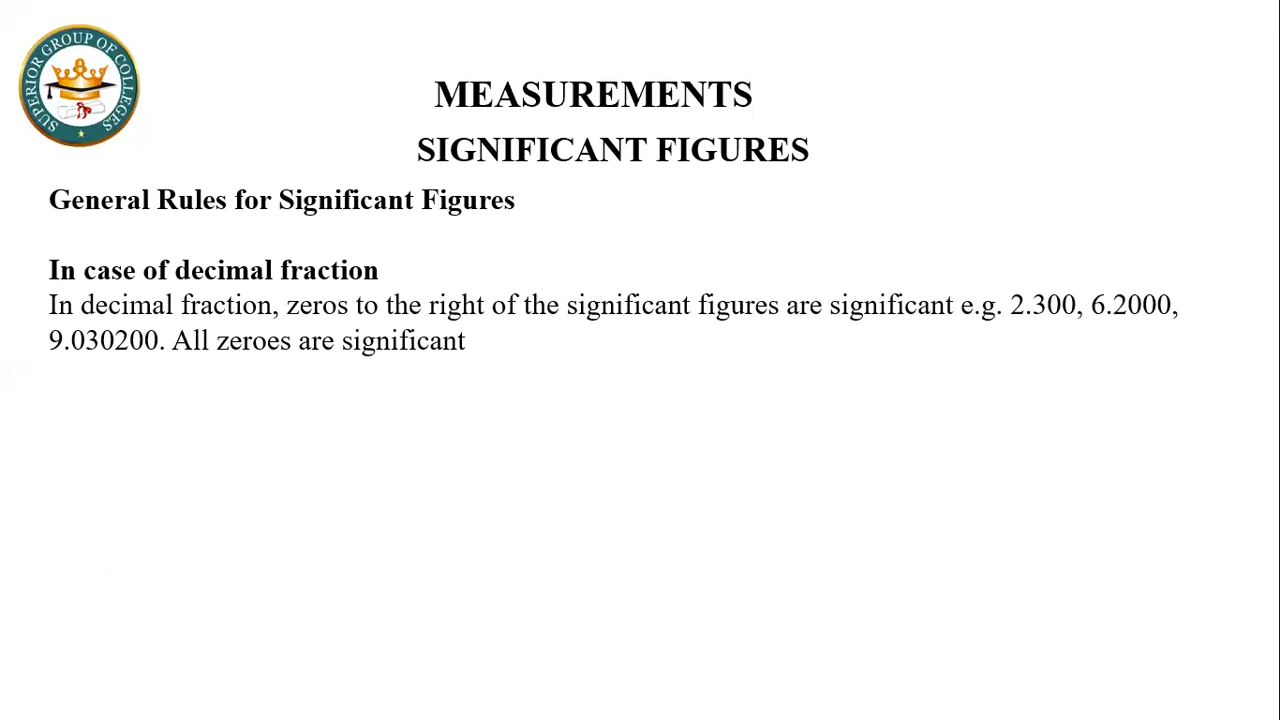 SUPERIOR GROUP OF COLLEGES
MEASUREMENTS
SIGNIFICANT FIGURES
General Rules for Significant Figures
In case of decimal fraction
In decimal fraction, zeros to the right of the significant figures are significant e.g. 2.300, 6.2000,
9.030200. All zeroes are significant